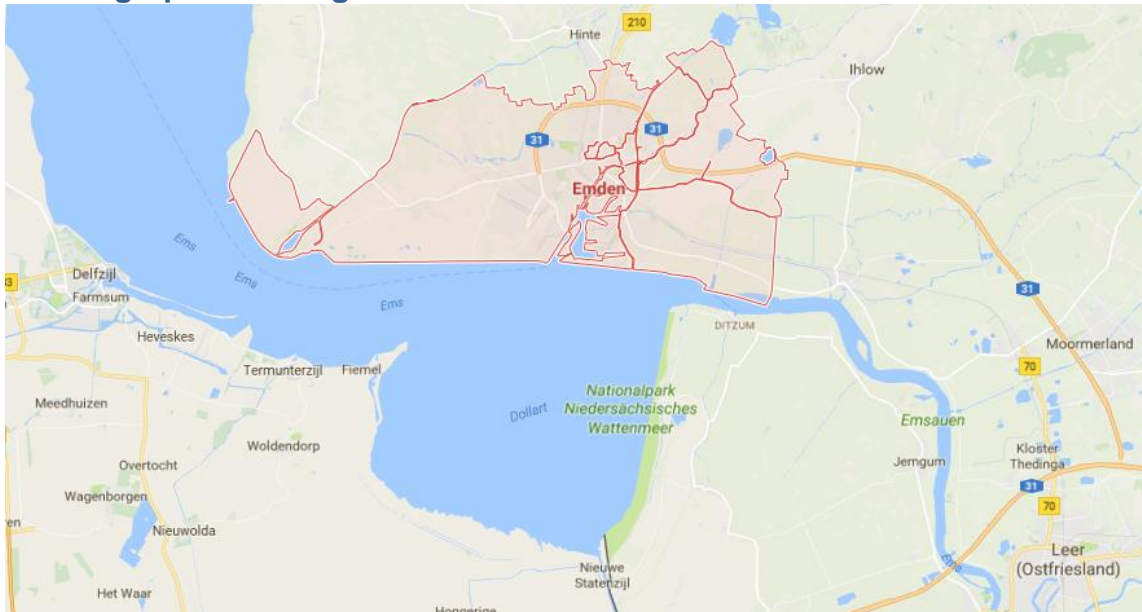 210
Hinte
Ihlow
31
31
Emden
Ems
Delfzijl
Ems
33
Farmsum
Ems
31
DITZUM
Heveskes
Moormerland
Termunterzijl
Fiemel
70
Nationalpark
Niedersächsisches
Wattenmeer
Meedhuizen
Dollart
Emsauen
Woldendorp
Kloster
Thedinga
Overtocht
Jemgum
31
Wagenborgen
70
Nieuwolda
Leer
(Ostfriesland)
Ems
Nieuwe
Statenzijl
Het Waar